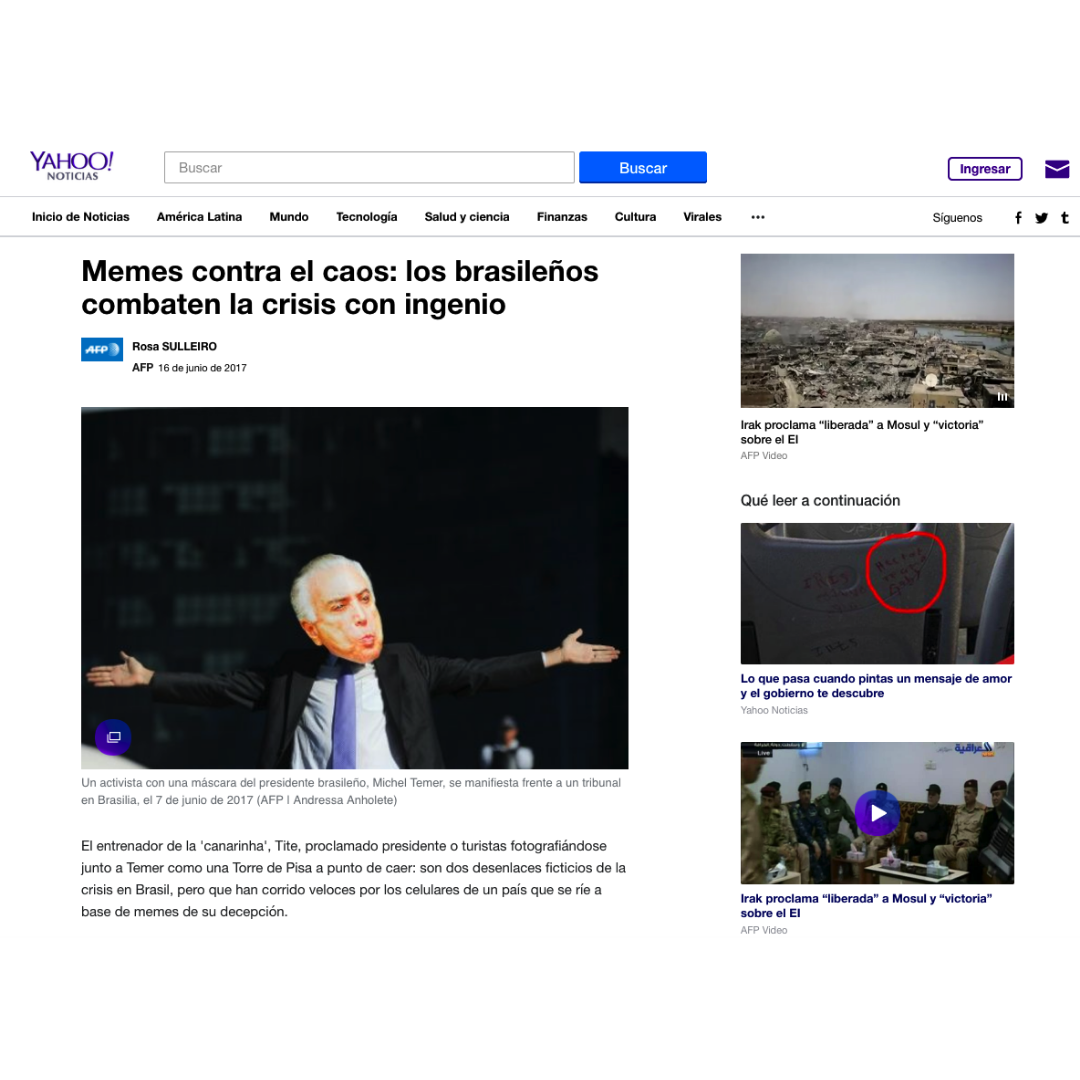 YAHOO!
NOTICIAS
Buscar
Buscar
Ingresar
Inicio de Noticias
América Latina
Mundo
Tecnología
Salud y ciencia
Finanzas
Cultura
Virales
Síguenos
Memes contra el caos: los brasileños
combaten la crisis con ingenio
AFP
Rosa SULLEIRO
AFP 16 de junio de 2017
Un activista con una máscara del presidente brasileño, Michel Temer, se manifiesta frente a un tribunal
en Brasilia, el 7 de junio de 2017 (AFP | Andressa Anholete)
El entrenador de la 'canarinha', Tite, proclamado presidente o turistas fotografiándose
junto a Temer como una Torre de Pisa a punto de caer: son dos desenlaces ficticios de la
crisis en Brasil, pero que han corrido veloces por los celulares de un país que se ríe a
base de memes de su decepción.
Irak proclama “liberada” a Mosul y “victoria”
sobre el EI
AFP Video
Qué leer a continuación
Lo que pasa cuando pintas un mensaje de amor
y el gobierno te descubre
Yahoo Noticias
Live
العراقية
Irak proclama “liberada” a Mosul y “victoria”
sobre el EI
AFP Video